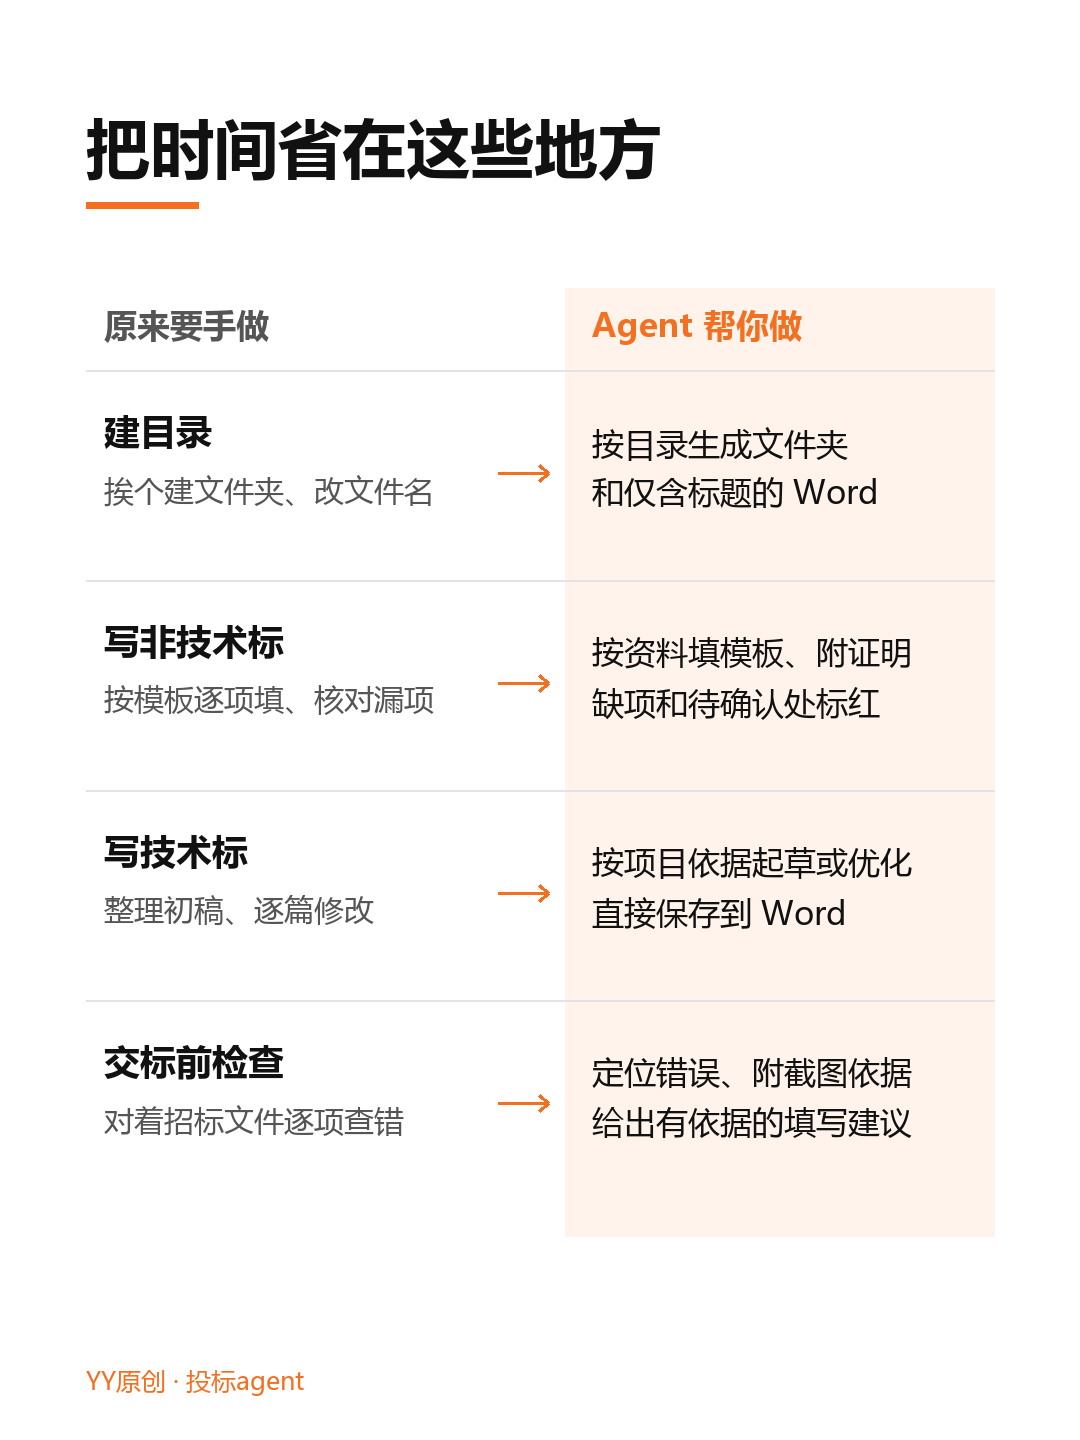 把时间省在这些地方
原来要手做
Agent 帮你做
建目录
挨个建文件夹、改文件名
按目录生成文件夹
和仅含标题的 Word
写非技术标
按模板逐项填、核对漏项
按资料填模板、附证明
缺项和待确认处标红
写技术标
整理初稿、逐篇修改
按项目依据起草或优化
直接保存到 Word
交标前检查
对着招标文件逐项查错
定位错误、附截图依据
给出有依据的填写建议
YY原创 · 投标agent